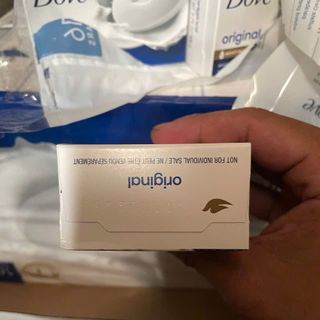 Dove
Dove
original
NOT FOR INDIVIDUAL SALE / NE PEUT ÊTRE VENDU SÉPARÉMENT
original